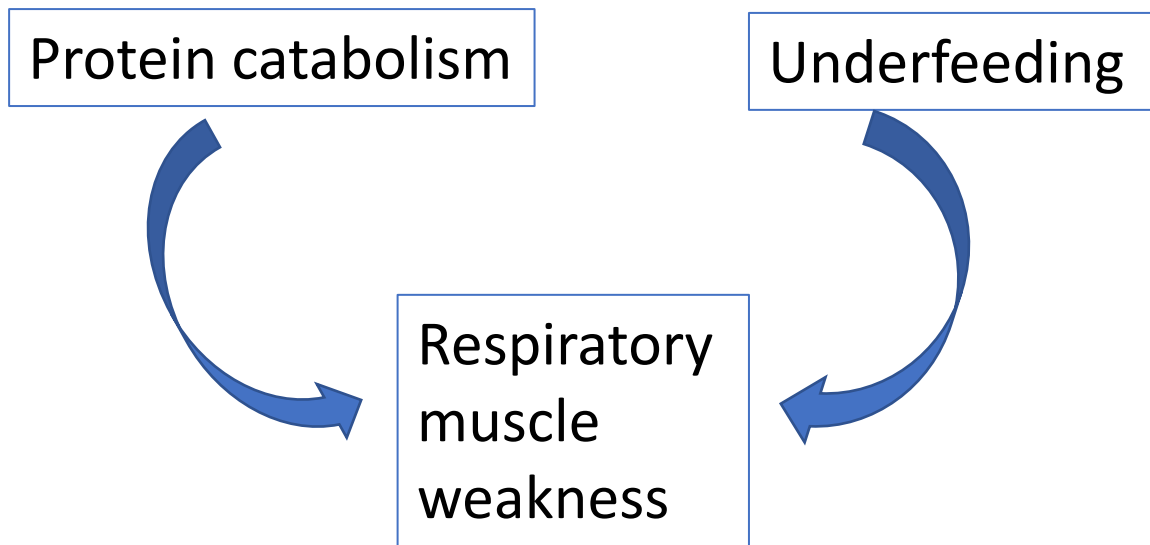 Protein catabolism
Underfeeding
Respiratory
muscle
weakness